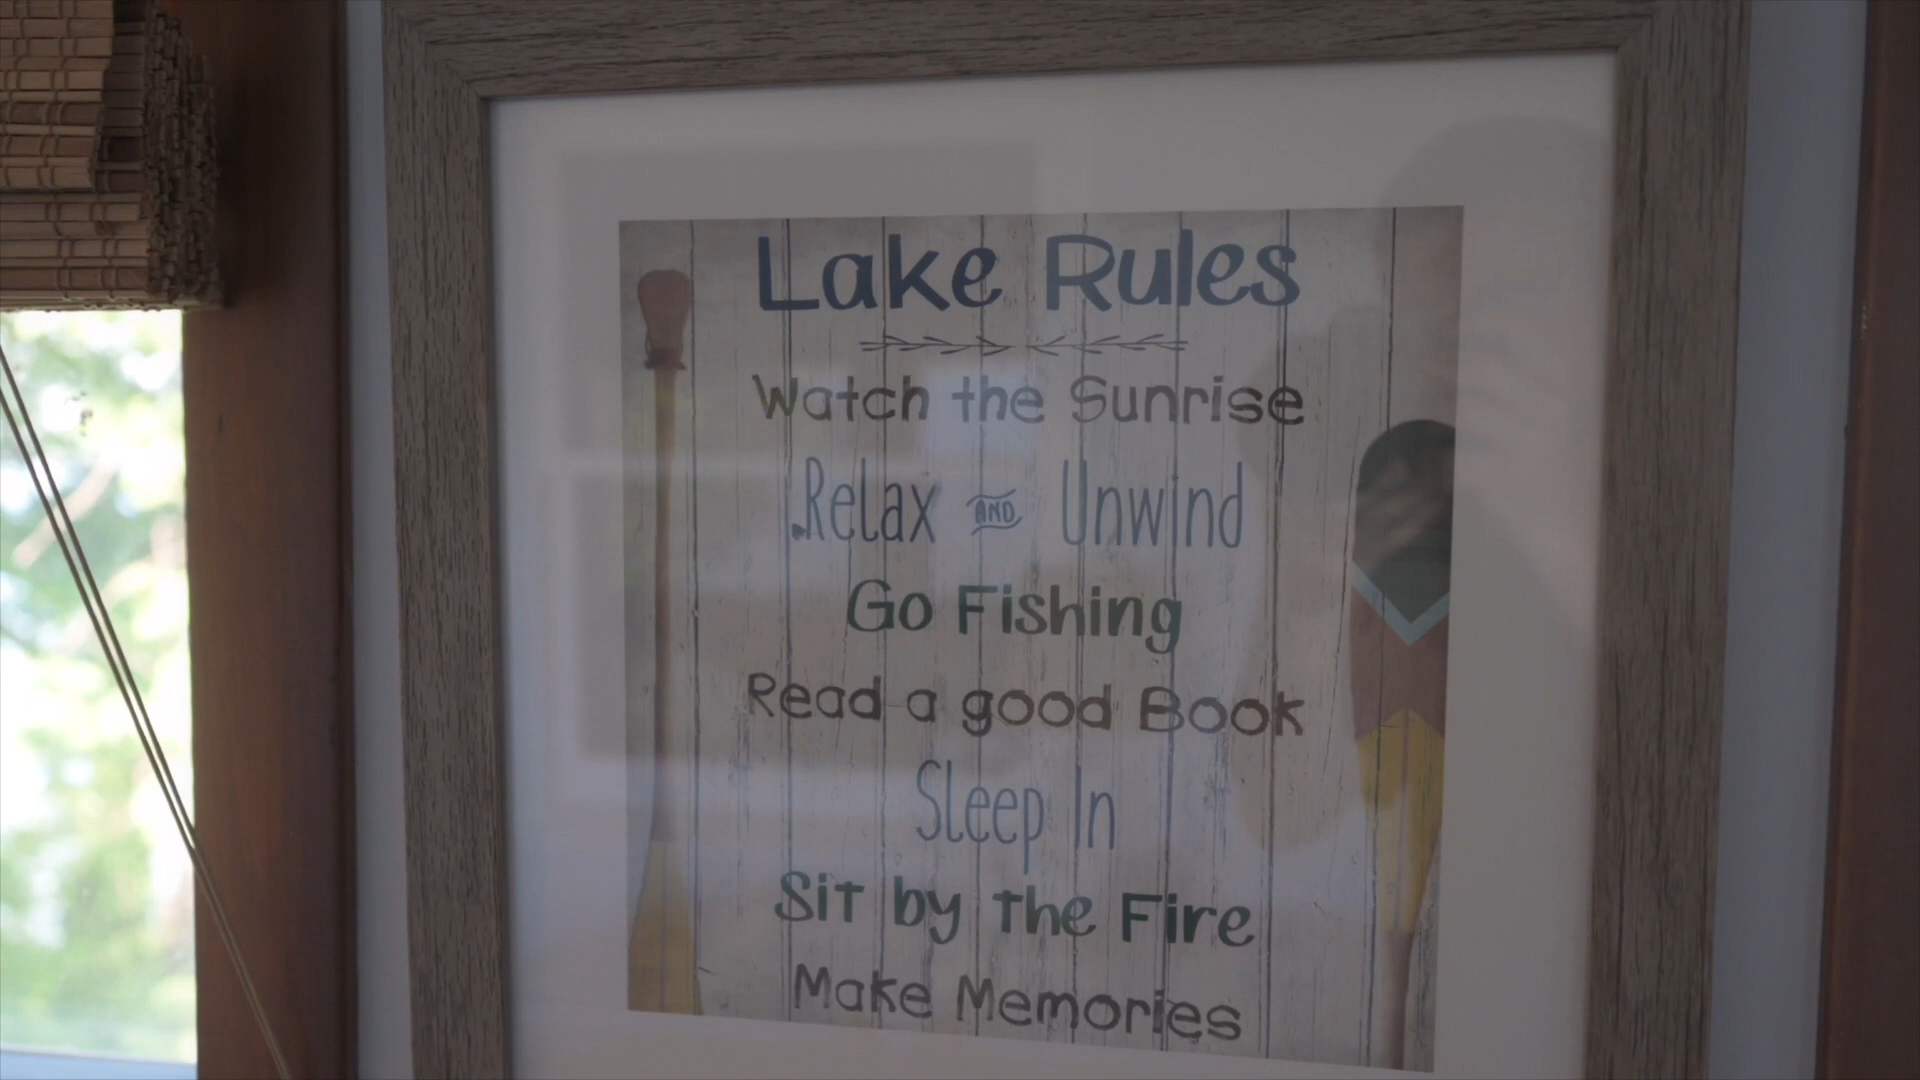 Lake Rules
Watch the Sunrise
Relax AND Unwind
Go Fishing
Read a good Book
Sleep In
Sit by the Fire
Make Memories